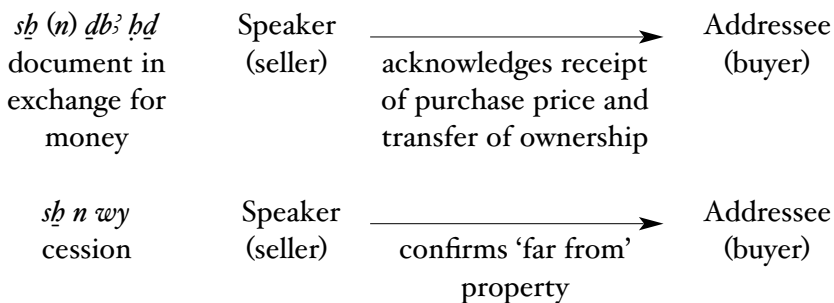 sẖ (n) ḏbꜣ ḥḏ Speaker Addressee
document in (seller) acknowledges receipt (buyer)
exchange for of purchase price and
money transfer of ownership
sẖ n wy Speaker Addressee
cession (seller) confirms ‘far from’ (buyer)
property